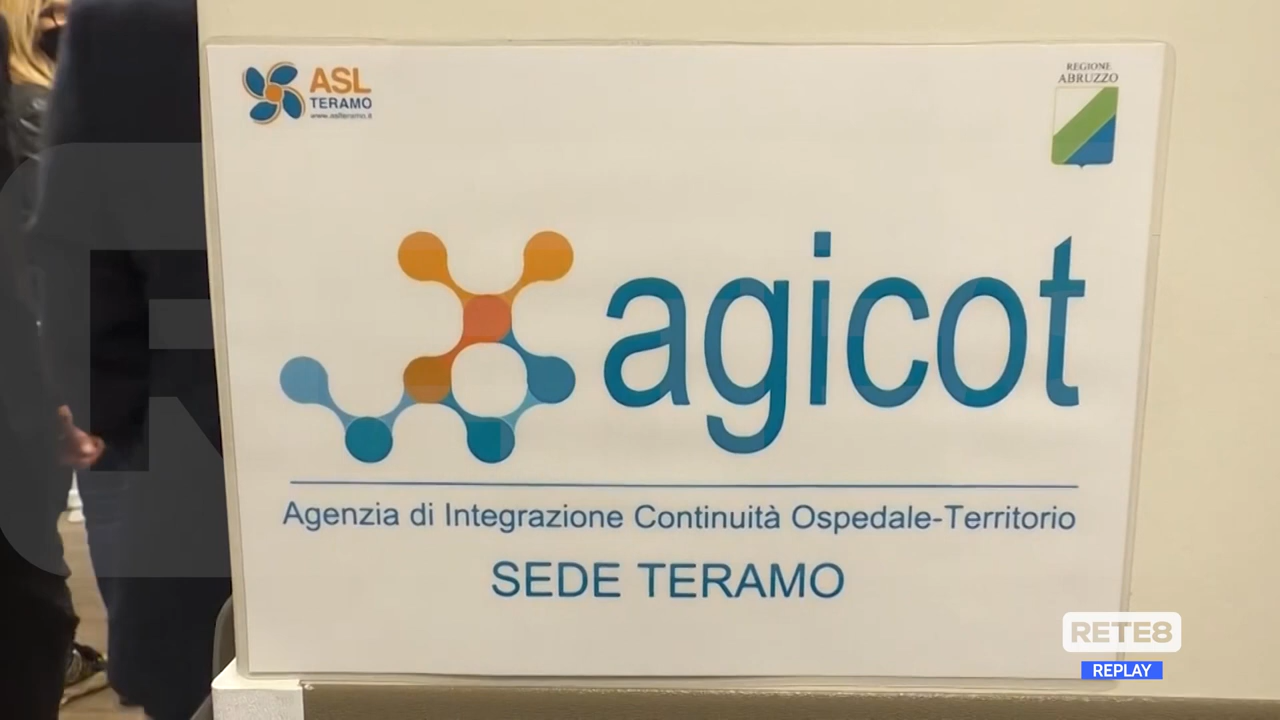 ASL
TERAMO
www.aslteramo.it
REGIONE
ABRUZZO
agicot
Agenzia di Integrazione Continuità Ospedale-Territorio
SEDE TERAMO
RETE8
REPLAY